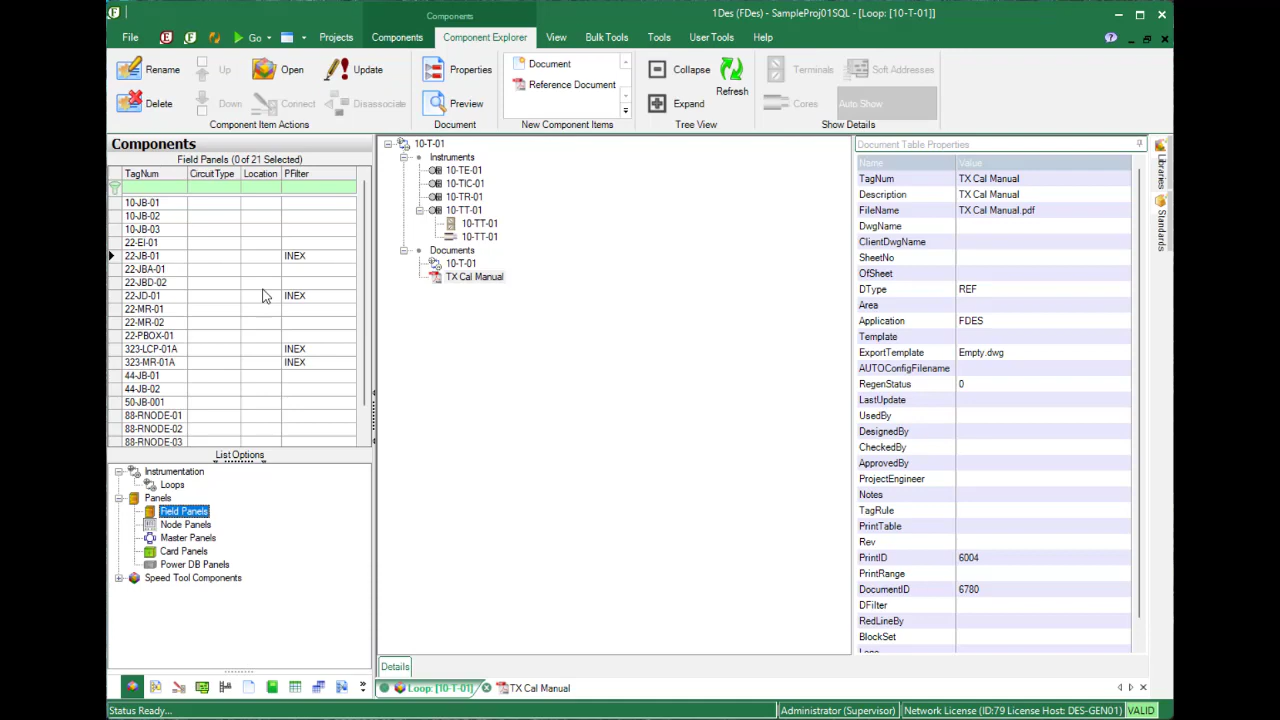 Components
1Des (FDes) - SampleProj01SQL - [Loop: [10-T-01]]
File
Go
Projects
Components
Component Explorer
View
Bulk Tools
Tools
User Tools
Help
Rename
Up
Open
Update
Delete
Down
Connect
Disassociate
Component Item Actions
Properties
Preview
Document
Document
Reference Document
New Component Items
Collapse
Expand
Refresh
Tree View
Terminals
Soft Addresses
Cores
Auto Show
Show Details
Components
Field Panels (0 of 21 Selected)
TagNum CircuitType Location PFilter
10-JB-01
10-JB-02
10-JB-03
22-EI-01
22-JB-01 INEX
22-JBA-01
22-JBD-02
22-JD-01 INEX
22-MR-01
22-MR-02
22-PBOX-01
323-LCP-01A INEX
323-MR-01A INEX
44-JB-01
44-JB-02
50-JB-001
88-RNODE-01
88-RNODE-02
88-RNODE-03
List Options
Instrumentation
Loops
Panels
Field Panels
Node Panels
Master Panels
Card Panels
Power DB Panels
Speed Tool Components
10-T-01
Instruments
10-TE-01
10-TIC-01
10-TR-01
10-TT-01
10-TT-01
10-TT-01
Documents
10-T-01
TX Cal Manual
Details
Loop: [10-T-01]
TX Cal Manual
Document Table Properties
Name Value
TagNum TX Cal Manual
Description TX Cal Manual
FileName TX Cal Manual.pdf
DwgName
ClientDwgName
SheetNo
OfSheet
DType REF
Area
Application FDES
Template
ExportTemplate Empty.dwg
AUTOConfigFilename
RegenStatus 0
LastUpdate
UsedBy
DesignedBy
CheckedBy
ApprovedBy
ProjectEngineer
Notes
TagRule
PrintTable
Rev
PrintID 6004
PrintRange
DocumentID 6780
DFilter
RedLineBy
BlockSet
Libraries
Standards
Status Ready...
Administrator (Supervisor)
Network License (ID:79 License Host: DES-GEN01)
VALID